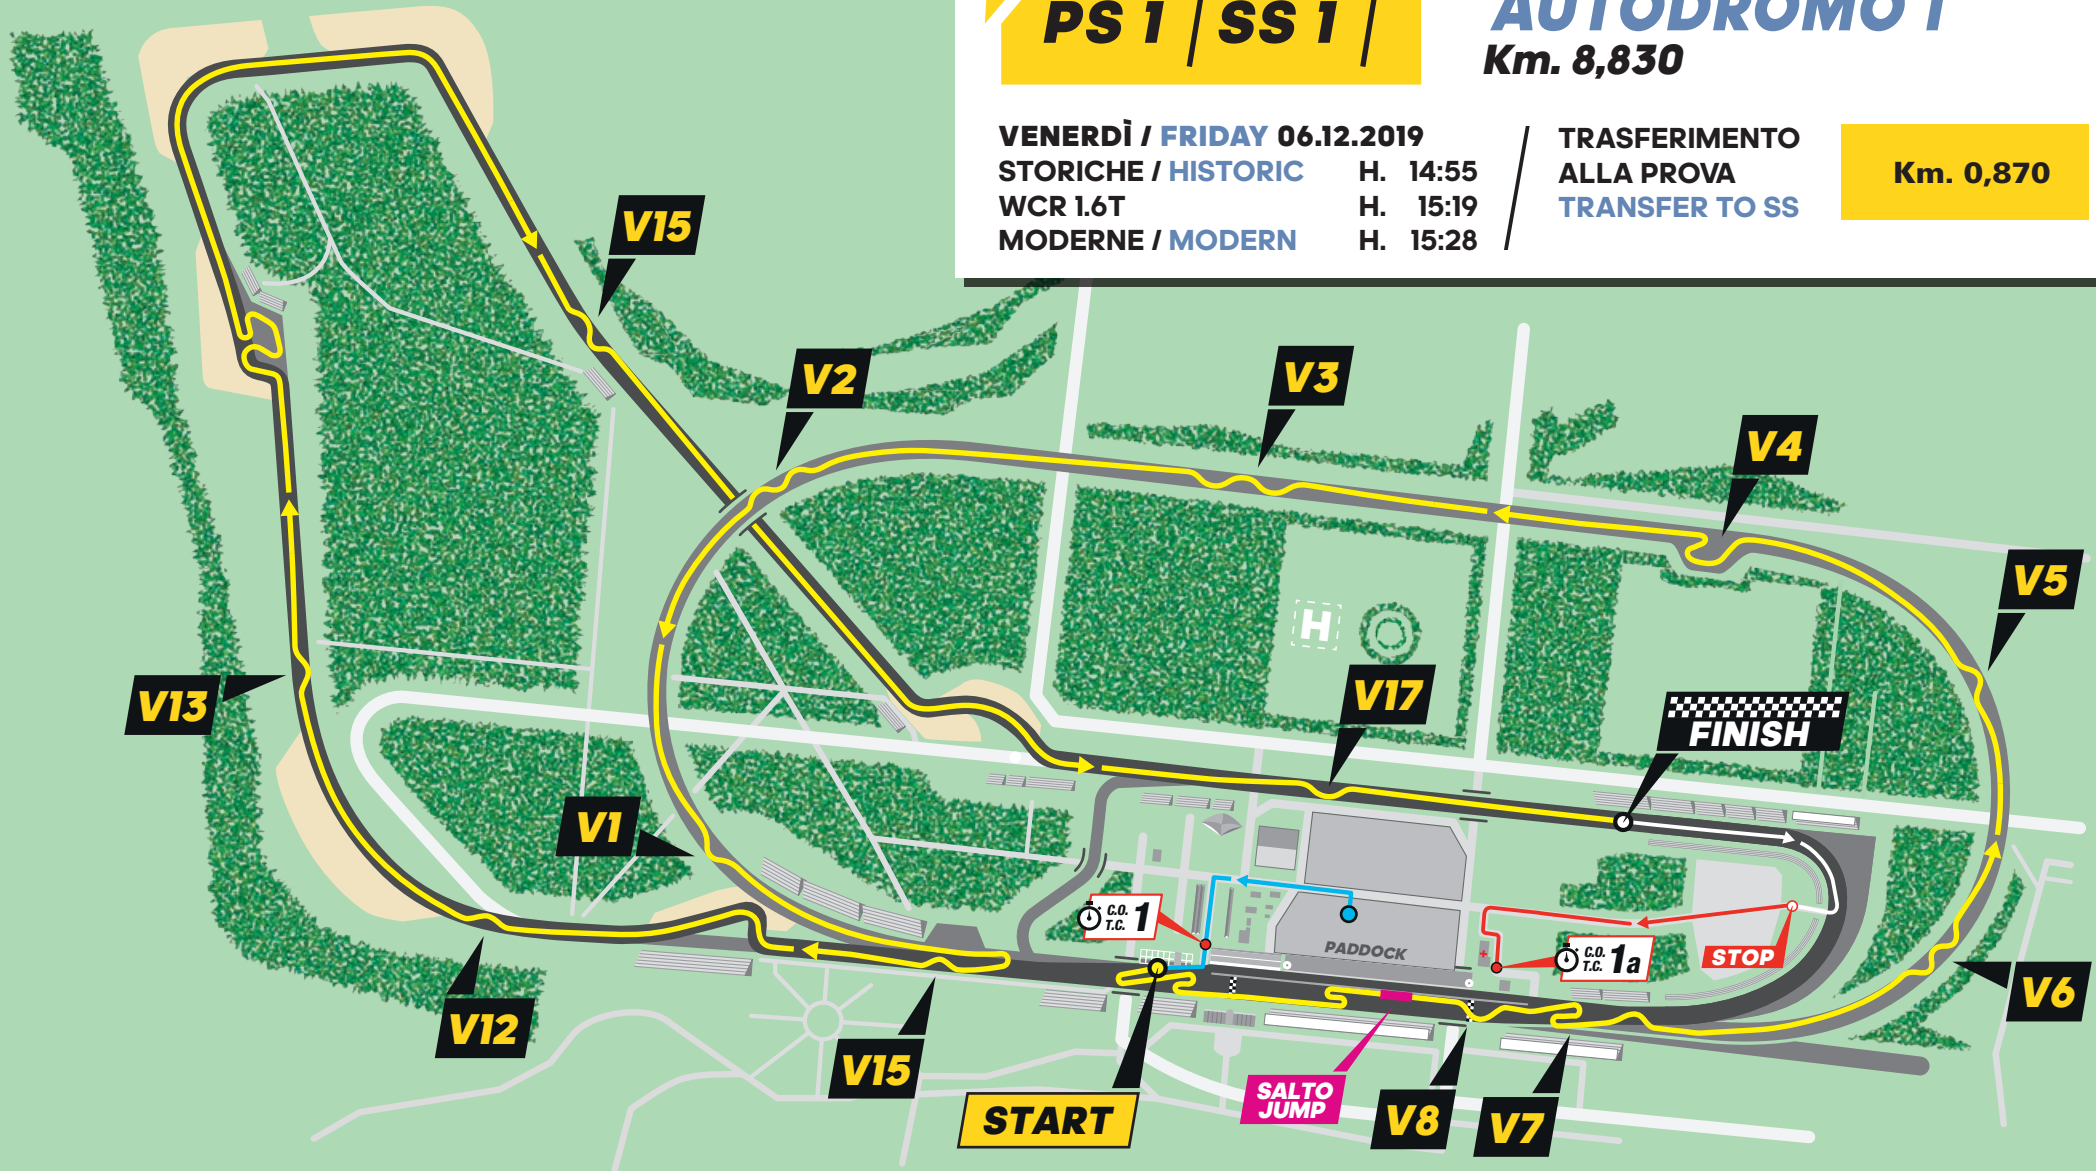 PS 1 / SS 1 /
AUTODROMO 1
Km. 8,830
VENERDÌ / FRIDAY 06.12.2019
STORICHE / HISTORIC H. 14:55
WCR 1.6T H. 15:19
MODERNE / MODERN H. 15:28
TRASFERIMENTO
ALLA PROVA
TRANSFER TO SS
Km. 0,870
V15
V2
V3
V4
V5
H
V13
V17
FINISH
V1
C.O.
T.C. 1
PADDOCK
C.O.
T.C. 1a
STOP
V12
V15
START
SALTO
JUMP
V8
V7
V6